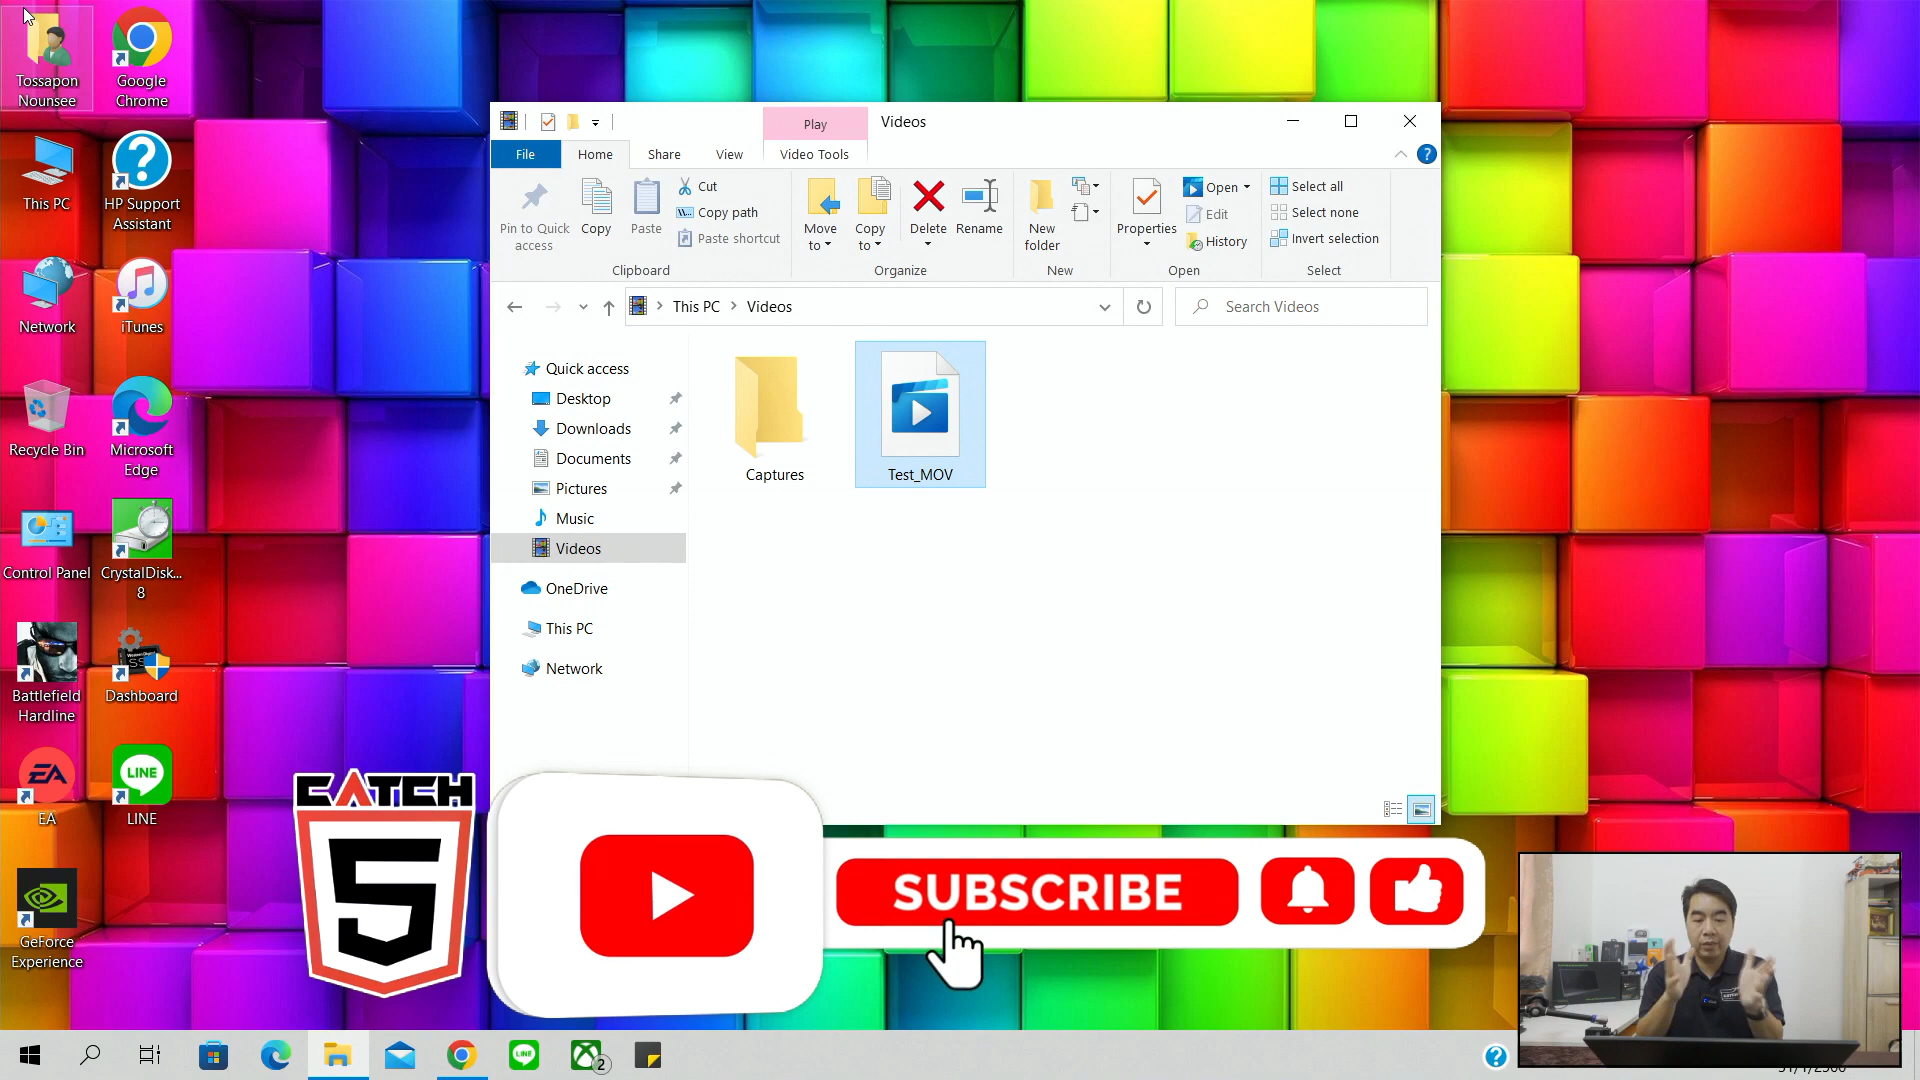 Tossapon
Nounsee
Google
Chrome
This PC
HP Support
Assistant
Network
iTunes
Recycle Bin
Microsoft
Edge
Control Panel
CrystalDisk...
8
Battlefield
Hardline
Dashboard
EA
EA
LINE
LINE
GeForce
Experience
Play
Videos
File
Home
Share
View
Video Tools
Pin to Quick
access
Copy
Paste
Cut
Copy path
Paste shortcut
Clipboard
Move
to
Copy
to
Delete
Rename
Organize
New
folder
New
Properties
Open
Edit
History
Open
Select all
Select none
Invert selection
Select
This PC
Videos
Search Videos
Quick access
Desktop
Downloads
Documents
Pictures
Music
Videos
OneDrive
This PC
Network
Captures
Test_MOV
CATCH
5
SUBSCRIBE
LINE
2